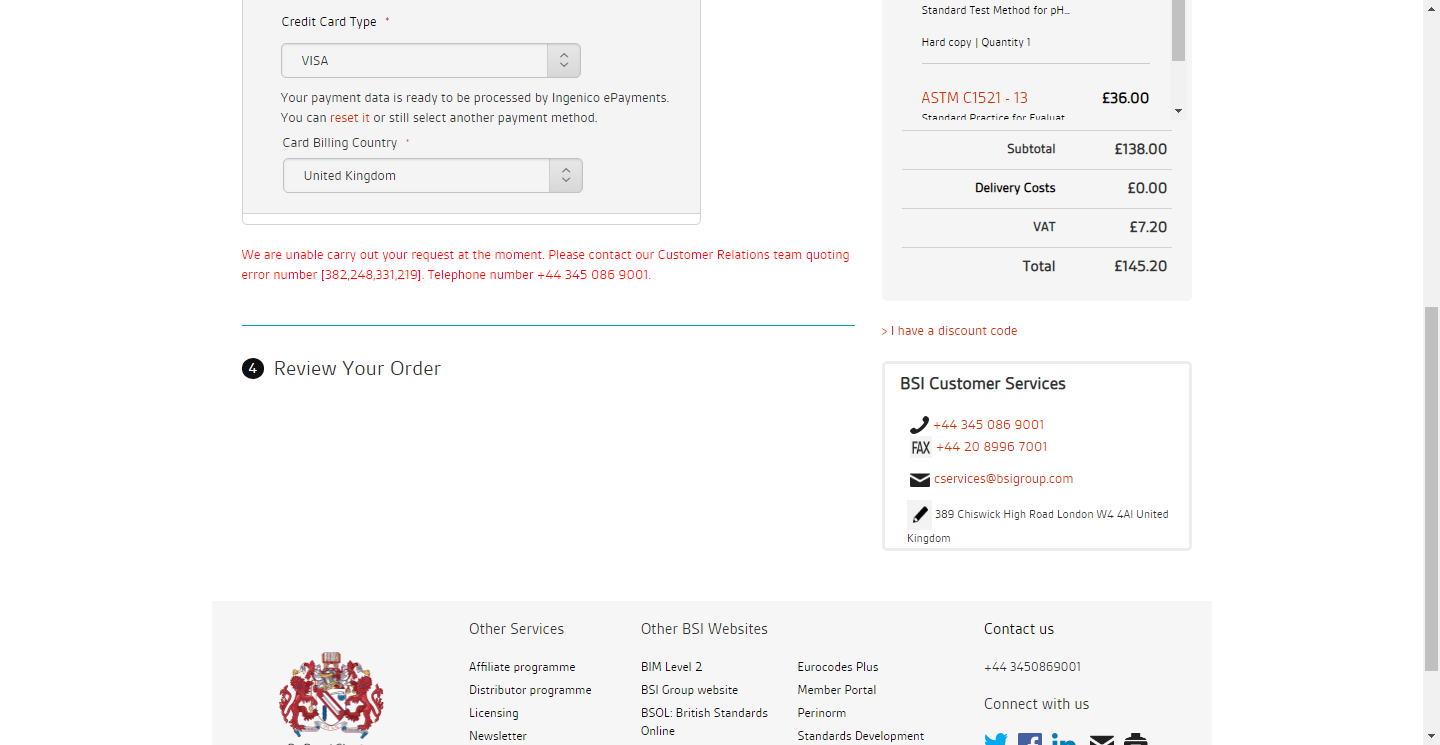 Credit Card Type *
VISA
Your payment data is ready to be processed by Ingenico ePayments.
You can reset it or still select another payment method.
Card Billing Country *
United Kingdom
We are unable carry out your request at the moment. Please contact our Customer Relations team quoting
error number [382,248,331,219]. Telephone number +44 345 086 9001.
4 Review Your Order
Standard Test Method for pH...
Hard copy | Quantity 1
ASTM C1521 - 13 £36.00
Standard Practice for Evaluat
Subtotal £138.00
Delivery Costs £0.00
VAT £7.20
Total £145.20
> I have a discount code
BSI Customer Services
+44 345 086 9001
FAX +44 20 8996 7001
cservices@bsigroup.com
389 Chiswick High Road London W4 4Al United
Kingdom
Other Services
Affiliate programme
Distributor programme
Licensing
Newsletter
Other BSI Websites
BIM Level 2
BSI Group website
BSOL: British Standards
Online
Eurocodes Plus
Member Portal
Perinorm
Standards Development
Contact us
+44 3450869001
Connect with us